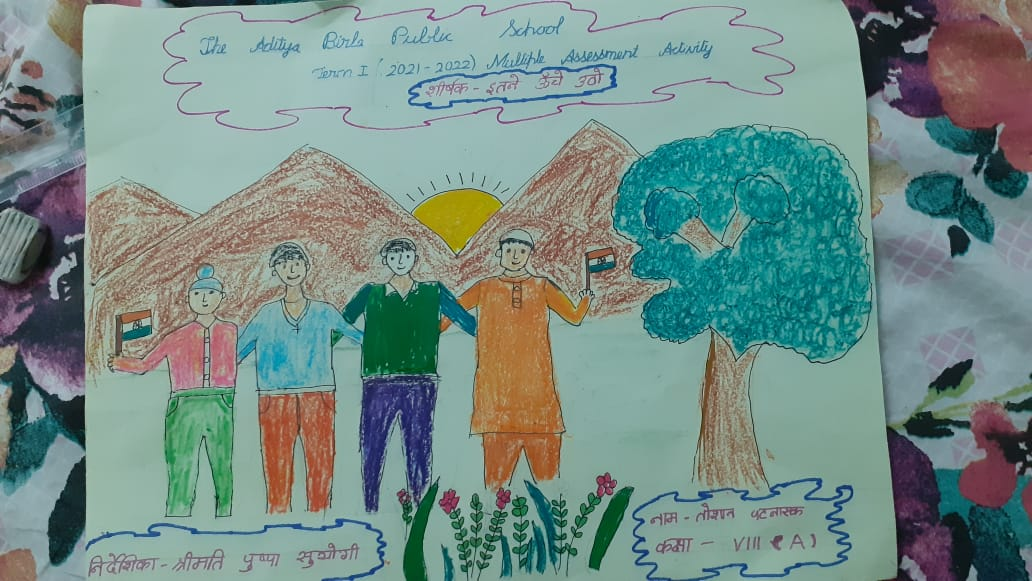 The Aditya Birla Public School
Term I (2021-2022) Multiple Assessment Activity
शीर्षक - इतने ऊँचे उठो
निर्देशिका - श्रीमति पुष्पा सुयोगी
नाम - तोशान पटनायक
कक्षा - VIII (A)